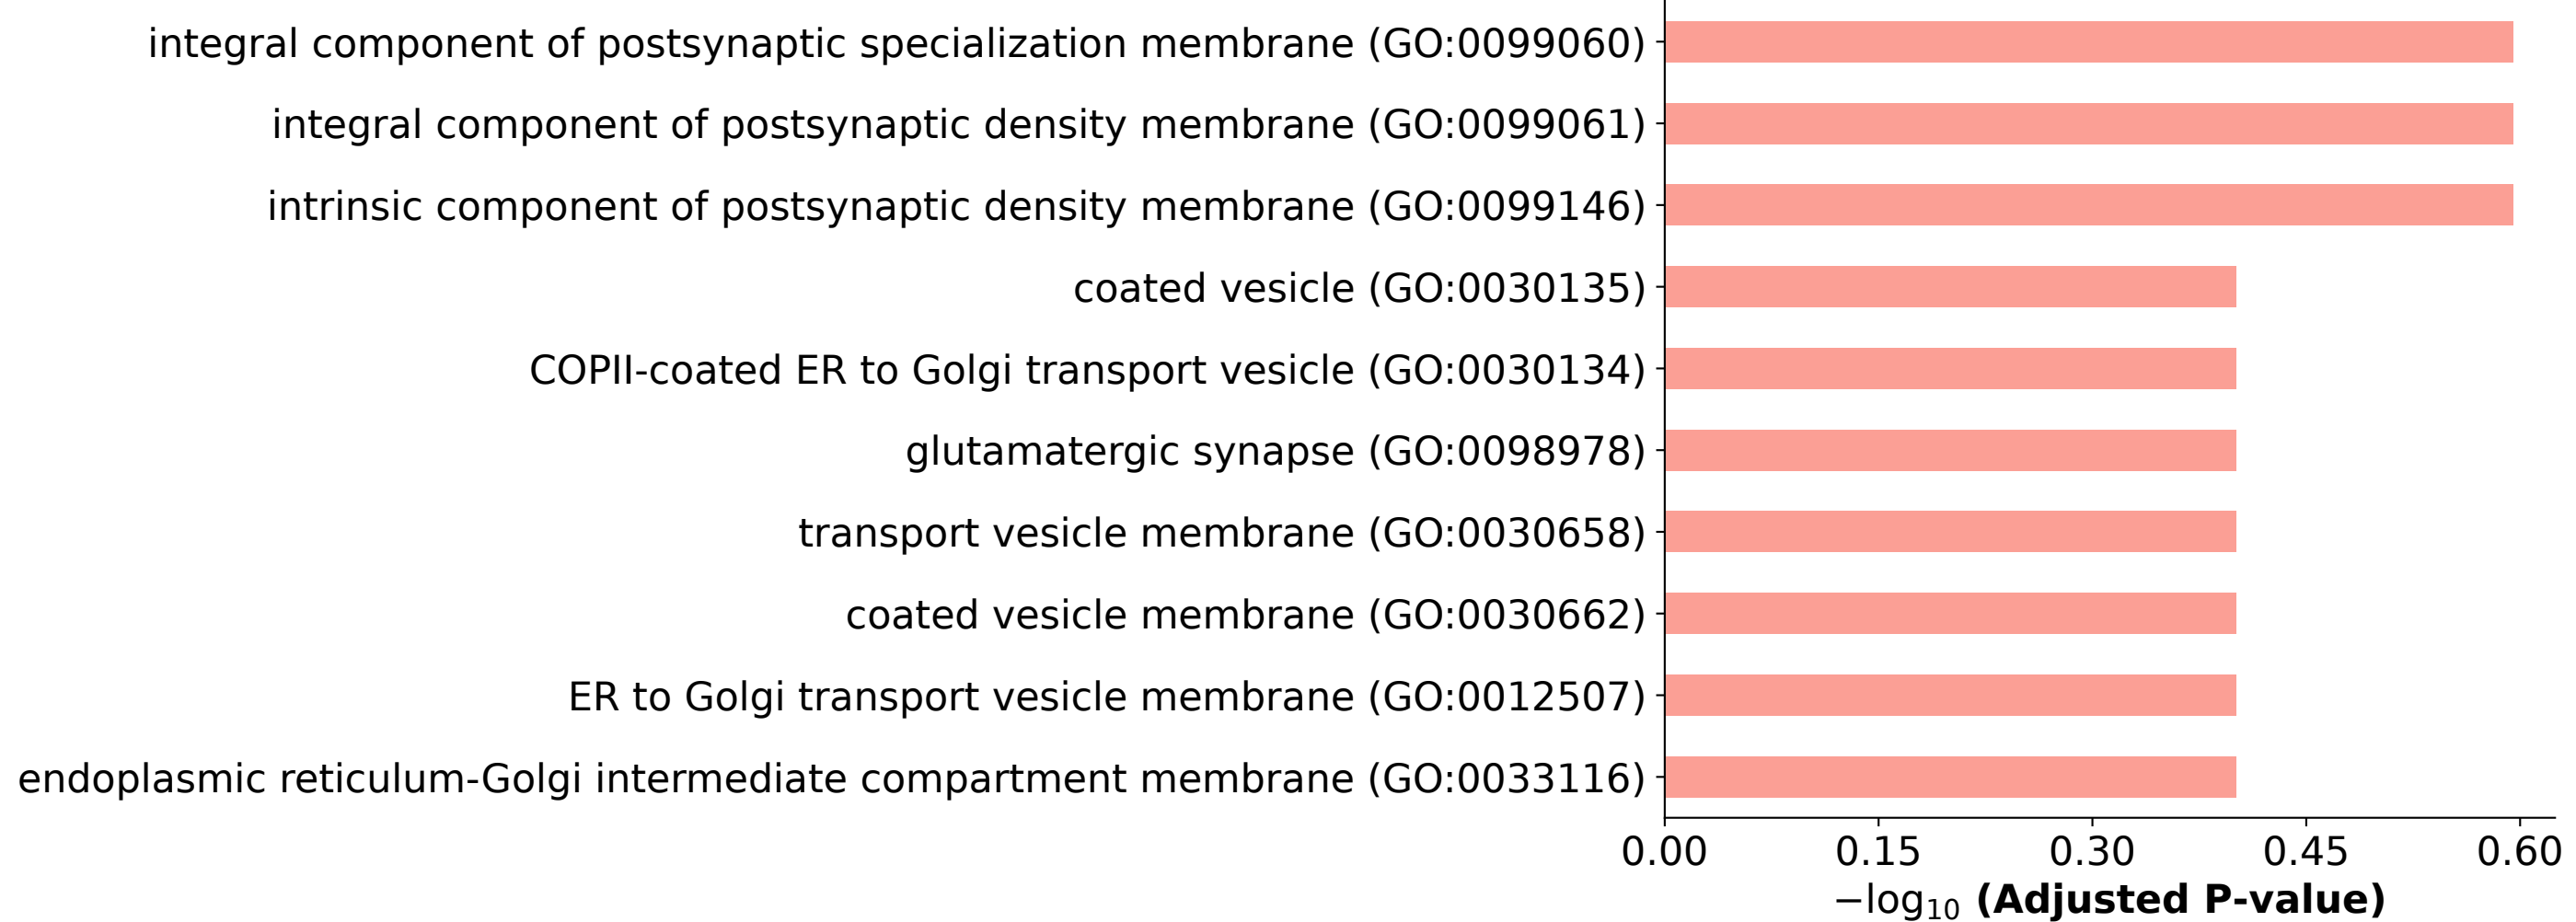 integral component of postsynaptic specialization membrane (GO:0099060)
integral component of postsynaptic density membrane (GO:0099061)
intrinsic component of postsynaptic density membrane (GO:0099146)
coated vesicle (GO:0030135)
COPII-coated ER to Golgi transport vesicle (GO:0030134)
glutamatergic synapse (GO:0098978)
transport vesicle membrane (GO:0030658)
coated vesicle membrane (GO:0030662)
ER to Golgi transport vesicle membrane (GO:0012507)
endoplasmic reticulum-Golgi intermediate compartment membrane (GO:0033116)
0.00 0.15 0.30 0.45 0.60
−log₁₀ (Adjusted P-value)